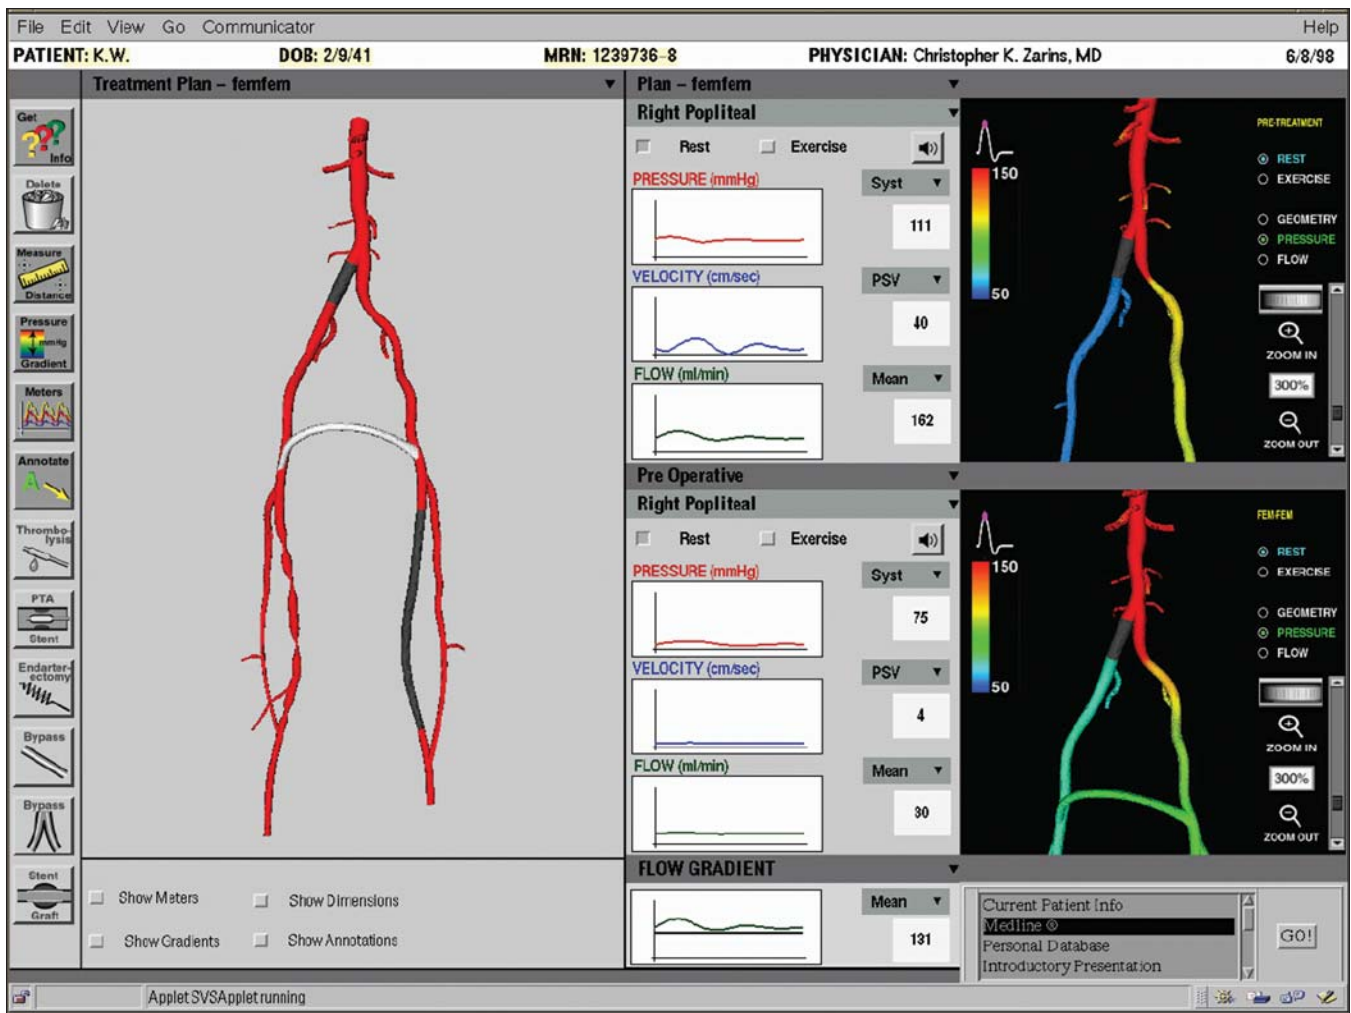 File Edit View Go Communicator Help
PATIENT: K.W. DOB: 2/9/41 MRN: 1239736-8 PHYSICIAN: Christopher K. Zarins, MD 6/8/98
Treatment Plan – femfem
Get
Info
Delete
Measure
Distance
Pressure
mmHg
Gradient
Meters
Annotate
A
Thrombo-
lysis
PTA
Stent
Endarter-
ectomy
Bypass
Bypass
Stent
Graft
Show Meters Show Dimensions
Show Gradients Show Annotations
Plan – femfem
Right Popliteal
Rest Exercise
PRESSURE (mmHg) Syst
111
VELOCITY (cm/sec) PSV
40
FLOW (ml/min) Mean
162
Pre Operative
Right Popliteal
Rest Exercise
PRESSURE (mmHg) Syst
75
VELOCITY (cm/sec) PSV
4
FLOW (ml/min) Mean
30
FLOW GRADIENT
Mean
131
PRE-TREATMENT
150
50
REST
EXERCISE
GEOMETRY
PRESSURE
FLOW
ZOOM IN
300%
ZOOM OUT
FEM-FEM
150
50
REST
EXERCISE
GEOMETRY
PRESSURE
FLOW
ZOOM IN
300%
ZOOM OUT
Current Patient Info
Medline ®
Personal Database
Introductory Presentation
GO!
Applet SVSApplet running